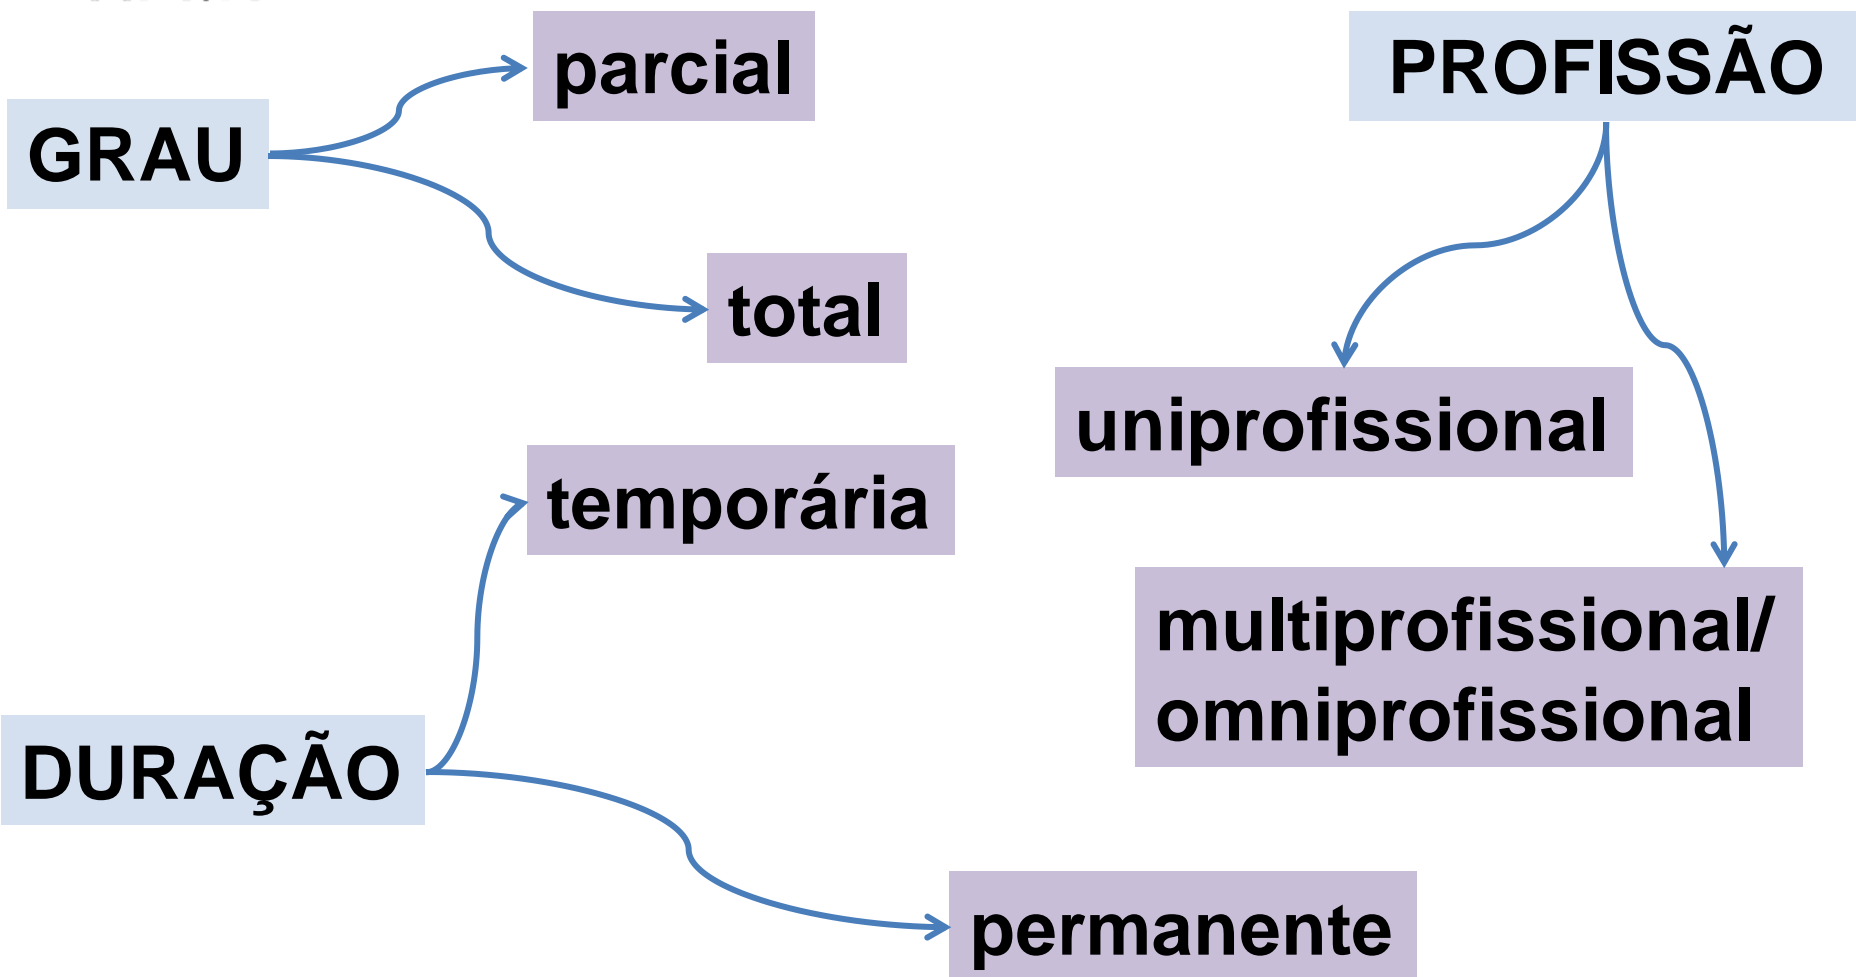 GRAU
parcial
total
DURAÇÃO
temporária
permanente
PROFISSÃO
uniprofissional
multiprofissional/
omniprofissional